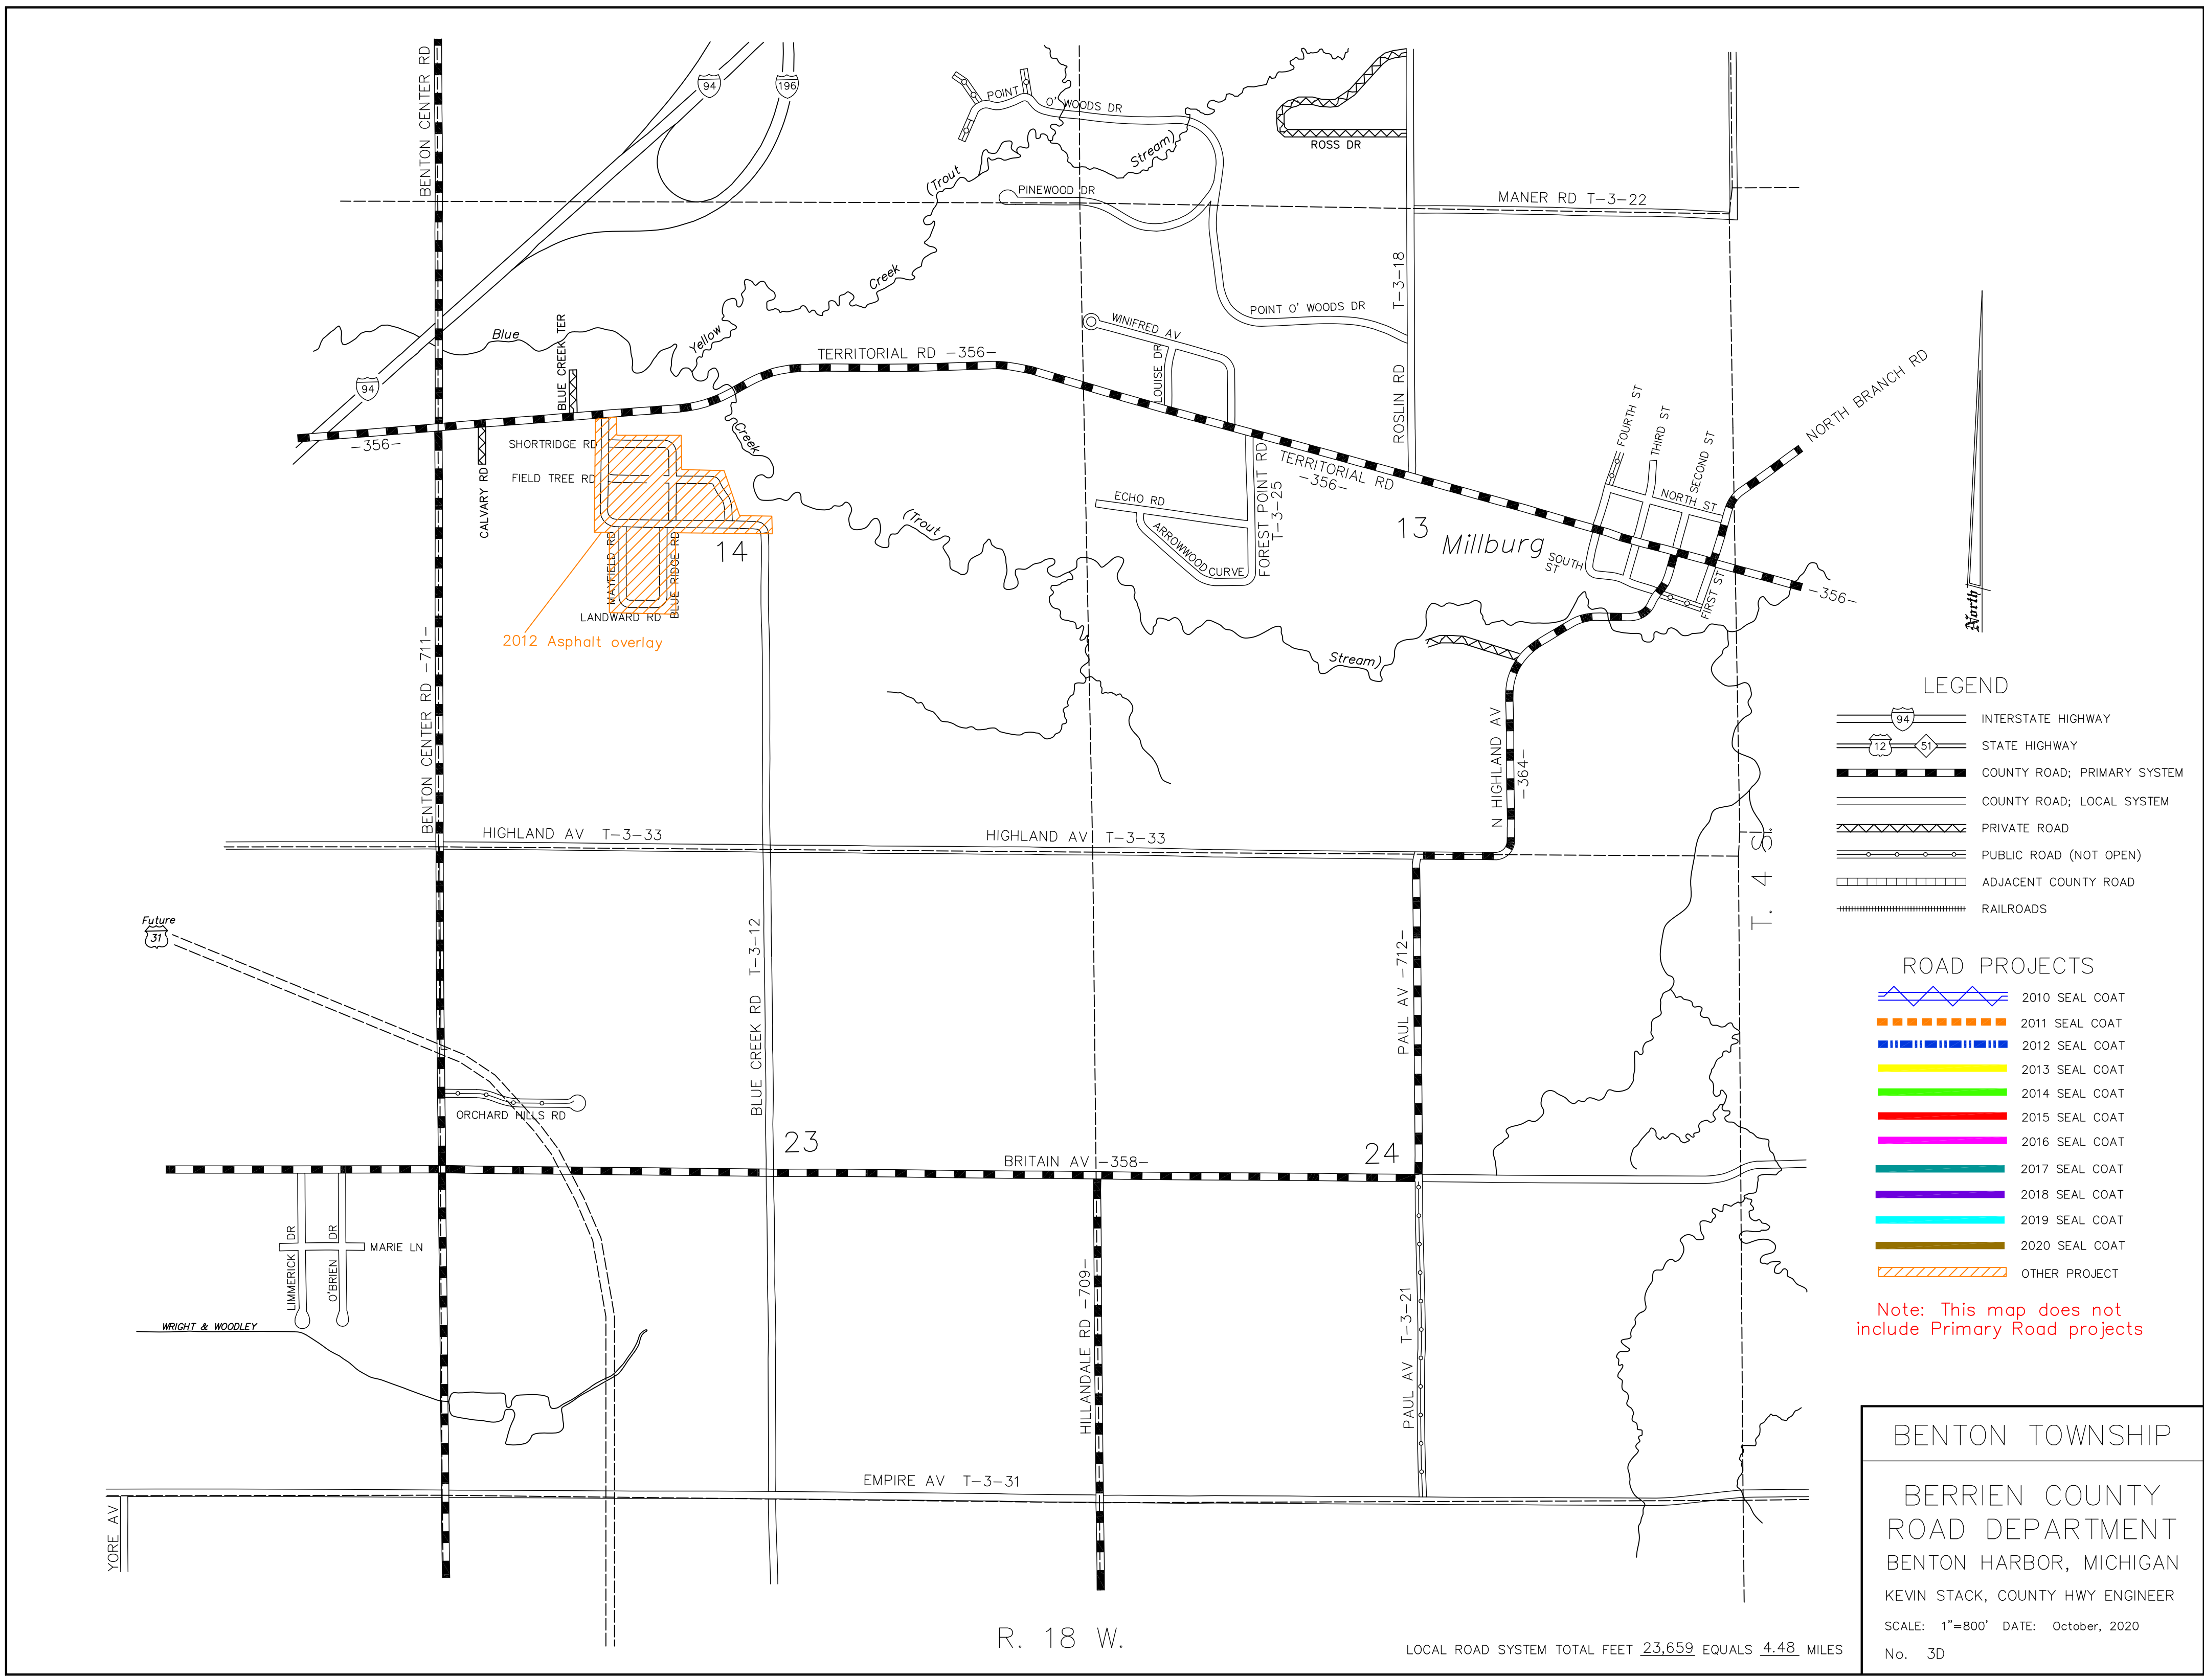 BENTON CENTER RD
94
196
POINT O' WOODS DR
(Trout
Stream)
ROSS DR
PINEWOOD DR
MANER RD T-3-22
Creek
T-3-18
POINT O' WOODS DR
Blue
BLUE CREEK TER
Yellow
WINIFRED AV
TERRITORIAL RD -356-
LOUISE DR
94
ROSLIN RD
NORTH BRANCH RD
FOURTH ST
THIRD ST
SECOND ST
-356-
SHORTRIDGE RD
Creek
FIELD TREE RD
CALVARY RD
TERRITORIAL RD
-356-
FOREST POINT RD
T-3-25
NORTH ST
ECHO RD
(Trout
13
Millburg
14
ARROWWOOD CURVE
SOUTH
ST
FIRST ST
-356-
MAYFIELD RD
BLUE RIDGE RD
LANDWARD RD
2012 Asphalt overlay
Stream)
North
BENTON CENTER RD -711-
N HIGHLAND AV
-364-
HIGHLAND AV T-3-33
HIGHLAND AV T-3-33
T. 4 S.
Future
31
BLUE CREEK RD T-3-12
PAUL AV -712-
ORCHARD HILLS RD
23
24
BRITAIN AV -358-
LIMMERICK DR
O'BRIEN DR
MARIE LN
HILLANDALE RD -709-
PAUL AV T-3-21
WRIGHT & WOODLEY
EMPIRE AV T-3-31
YORE AV
R. 18 W.
LOCAL ROAD SYSTEM TOTAL FEET 23,659 EQUALS 4.48 MILES
LEGEND
94 INTERSTATE HIGHWAY
12 51 STATE HIGHWAY
COUNTY ROAD; PRIMARY SYSTEM
COUNTY ROAD; LOCAL SYSTEM
PRIVATE ROAD
PUBLIC ROAD (NOT OPEN)
ADJACENT COUNTY ROAD
RAILROADS
ROAD PROJECTS
2010 SEAL COAT
2011 SEAL COAT
2012 SEAL COAT
2013 SEAL COAT
2014 SEAL COAT
2015 SEAL COAT
2016 SEAL COAT
2017 SEAL COAT
2018 SEAL COAT
2019 SEAL COAT
2020 SEAL COAT
OTHER PROJECT
Note: This map does not
include Primary Road projects
BENTON TOWNSHIP
BERRIEN COUNTY
ROAD DEPARTMENT
BENTON HARBOR, MICHIGAN
KEVIN STACK, COUNTY HWY ENGINEER
SCALE: 1"=800' DATE: October, 2020
No. 3D